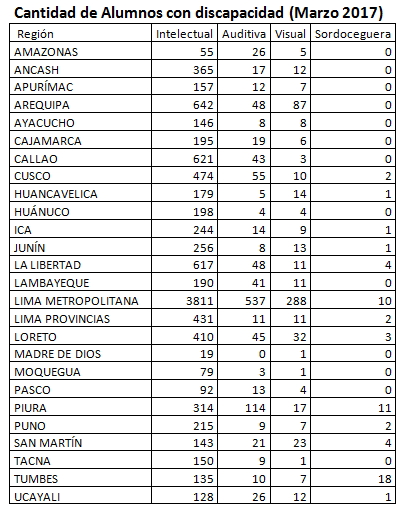 Cantidad de Alumnos con discapacidad (Marzo 2017)
Región Intelectual Auditiva Visual Sordoceguera
AMAZONAS 55 26 5 0
ANCASH 365 17 12 0
APURÍMAC 157 12 7 0
AREQUIPA 642 48 87 0
AYACUCHO 146 8 8 0
CAJAMARCA 195 19 6 0
CALLAO 621 43 3 0
CUSCO 474 55 10 2
HUANCAVELICA 179 5 14 1
HUÁNUCO 198 4 4 0
ICA 244 14 9 1
JUNÍN 256 8 13 1
LA LIBERTAD 617 48 11 4
LAMBAYEQUE 190 41 11 0
LIMA METROPOLITANA 3811 537 288 10
LIMA PROVINCIAS 431 11 11 2
LORETO 410 45 32 3
MADRE DE DIOS 19 0 1 0
MOQUEGUA 79 3 1 0
PASCO 92 13 4 0
PIURA 314 114 17 11
PUNO 215 9 7 2
SAN MARTÍN 143 21 23 4
TACNA 150 9 1 0
TUMBES 135 10 7 18
UCAYALI 128 26 12 1